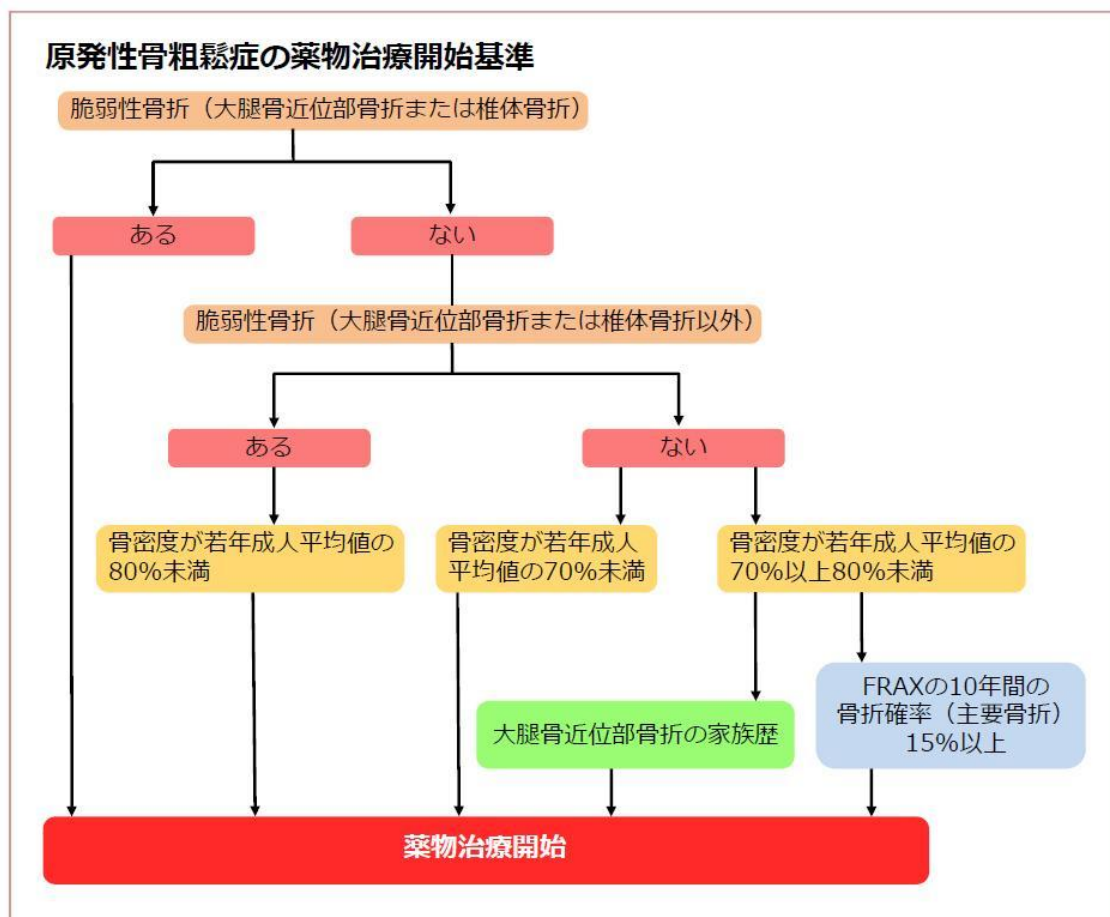 原発性骨粗鬆症の薬物治療開始基準
脆弱性骨折（大腿骨近位部骨折または椎体骨折）
ある
ない
脆弱性骨折（大腿骨近位部骨折または椎体骨折以外）
ある
ない
骨密度が若年成人平均値の
80%未満
骨密度が若年成人
平均値の70%未満
骨密度が若年成人平均値の
70%以上80%未満
大腿骨近位部骨折の家族歴
FRAXの10年間の
骨折確率（主要骨折）
15%以上
薬物治療開始